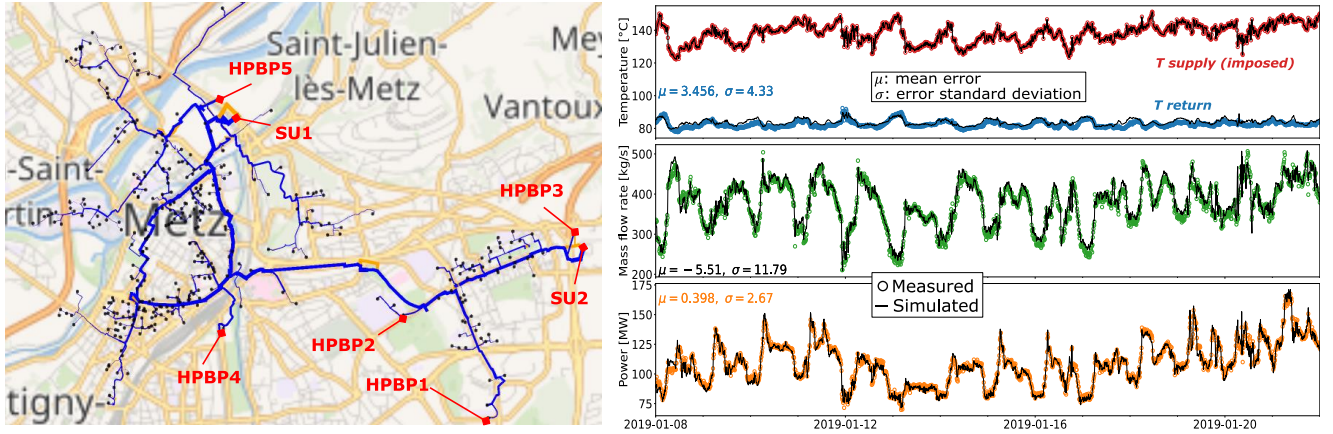 Saint-Julien-
lès-Metz
Mey
Vantoux
HPBP5
SU1
-Saint-
rtin
Metz
HPBP3
SU2
HPBP2
HPBP4
HPBP1
tigny-
Temperature [°C]
140
120
100
80
T supply (imposed)
μ: mean error
σ: error standard deviation
μ = 3.456, σ = 4.33
T return
Mass flow rate [kg/s]
500
400
300
200
μ = − 5.51, σ = 11.79
Measured
Simulated
Power [MW]
175
150
125
100
75
μ = 0.398, σ = 2.67
2019-01-08
2019-01-12
2019-01-16
2019-01-20